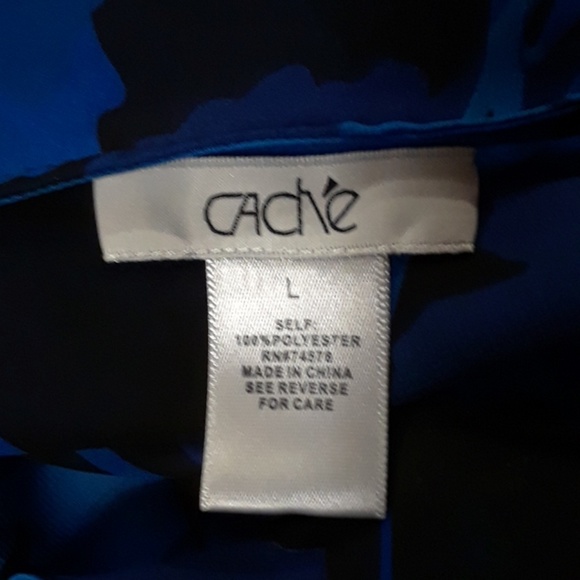 CAché
L
SELF:
100%POLYESTER
RN#74578
MADE IN CHINA
SEE REVERSE
FOR CARE